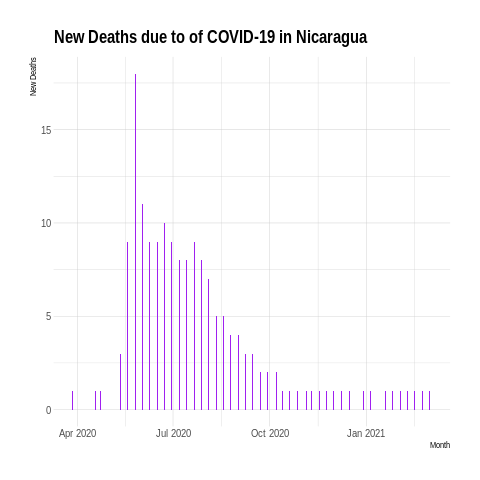 New Deaths due to of COVID-19 in Nicaragua
New Deaths
15
10
5
0
Apr 2020
Jul 2020
Oct 2020
Jan 2021
Month